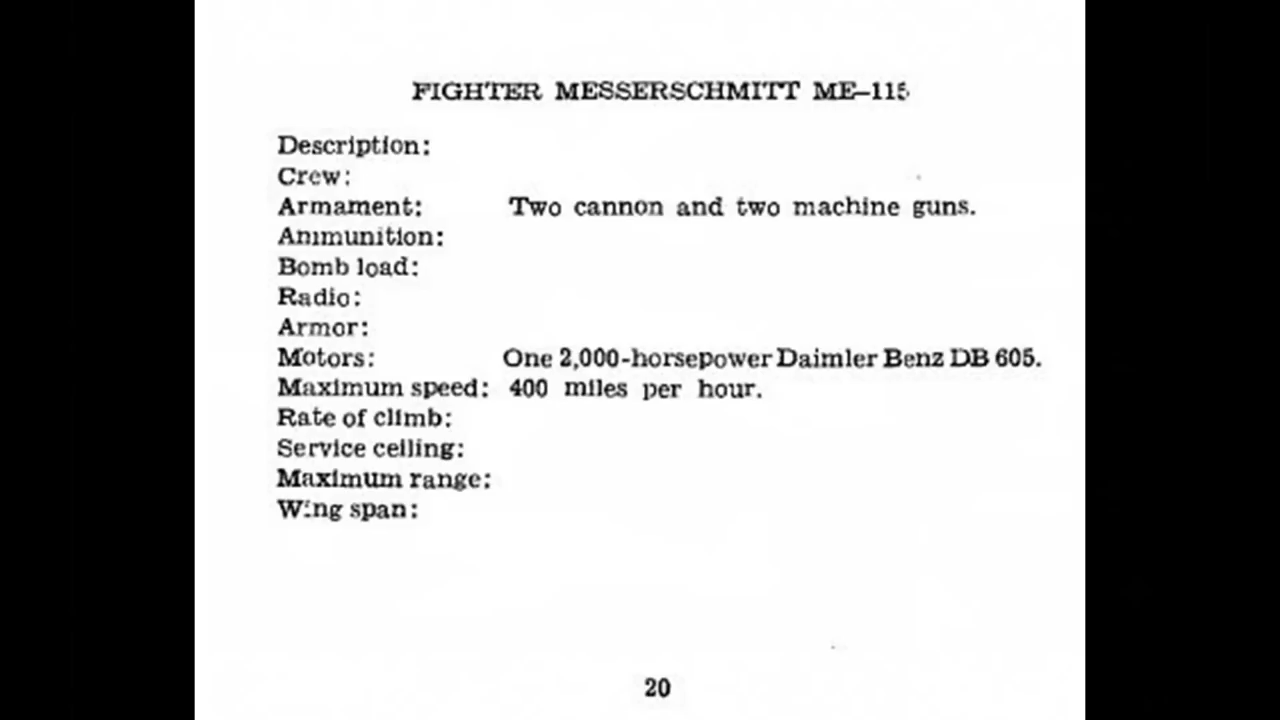 FIGHTER MESSERSCHMITT ME-115
Description:
Crew:
Armament: Two cannon and two machine guns.
Ammunition:
Bomb load:
Radio:
Armor:
Motors: One 2,000-horsepower Daimler Benz DB 605.
Maximum speed: 400 miles per hour.
Rate of climb:
Service ceiling:
Maximum range:
Wing span:
20